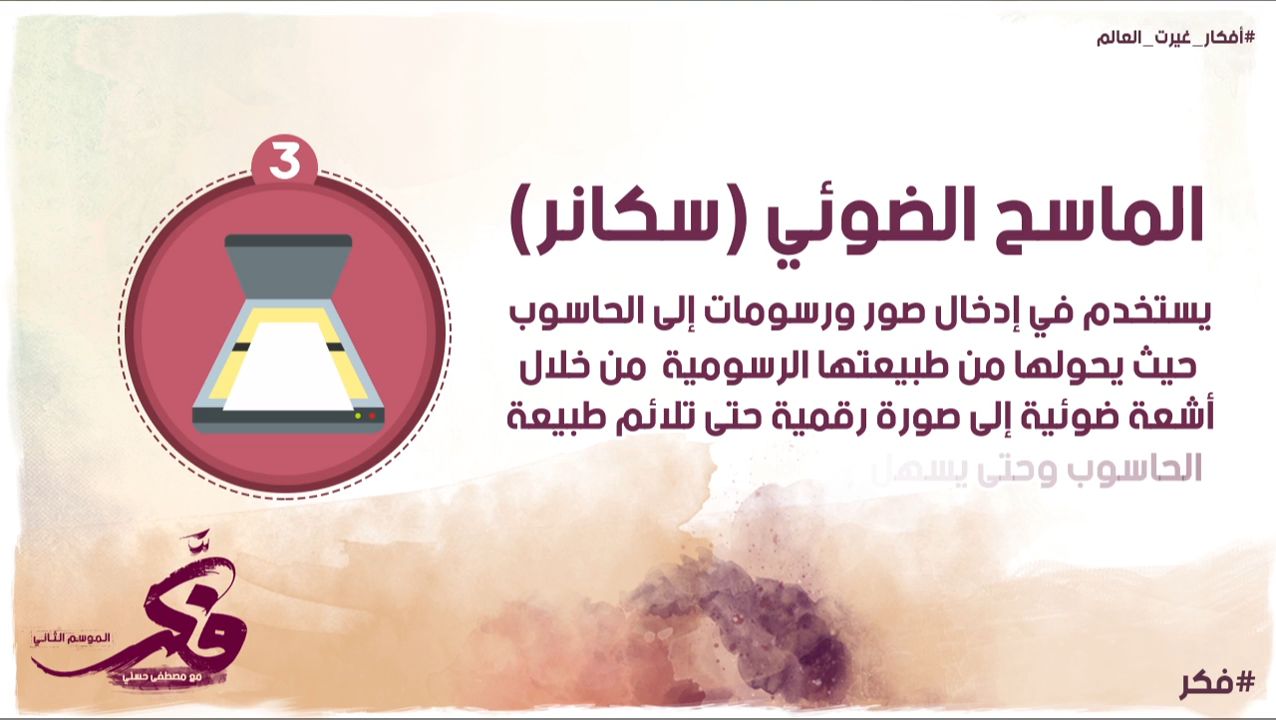 #أفكار_غيرت_العالم
3
الماسح الضوئي (سكانر)
يستخدم في إدخال صور ورسومات إلى الحاسوب
حيث يحولها من طبيعتها الرسومية من خلال
أشعة ضوئية إلى صورة رقمية حتى تلائم طبيعة
الحاسوب وحتى يسهل
فكَّر
الموسم الثاني
مع مصطفى حسني
#فكر